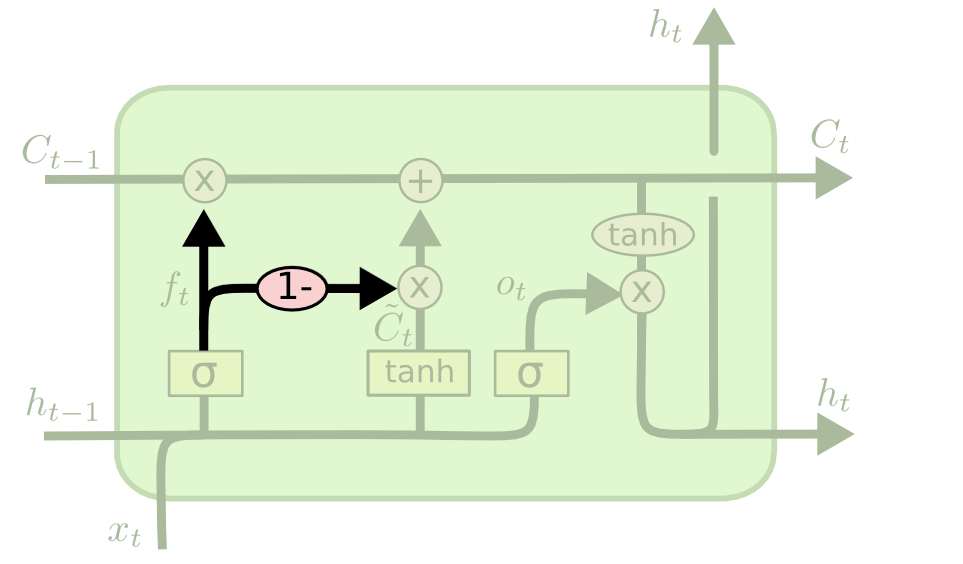 h_t
C_{t-1}
C_t
x
+
tanh
f_t
1-
x
o_t
x
\tilde{C}_t
σ
tanh
σ
h_{t-1}
h_t
x_t